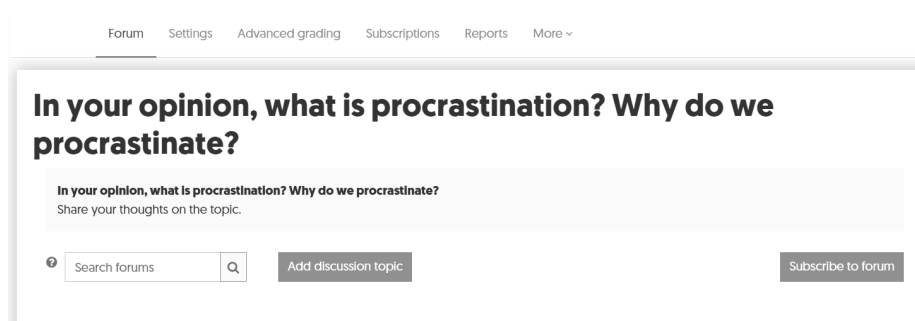 Forum Settings Advanced grading Subscriptions Reports More
In your opinion, what is procrastination? Why do we
procrastinate?
In your opinion, what is procrastination? Why do we procrastinate?
Share your thoughts on the topic.
Search forums Add discussion topic Subscribe to forum